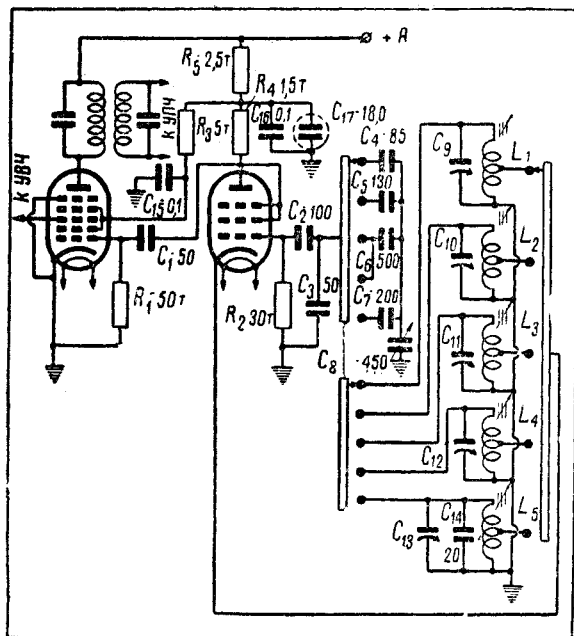 + А
R5 2,5т
R4 1,5т
R3 5т
C16 0,1
C17-18,0
К УПЧ
К УВЧ
C15 0,1
C4-85
C5 130
C6 500
C7-200
C2 100
C1 50
C3 50
R1-50т
R2 30т
C8 -450
C9
L1
C10
L2
C11
L3
C12
L4
C13
C14 20
L5